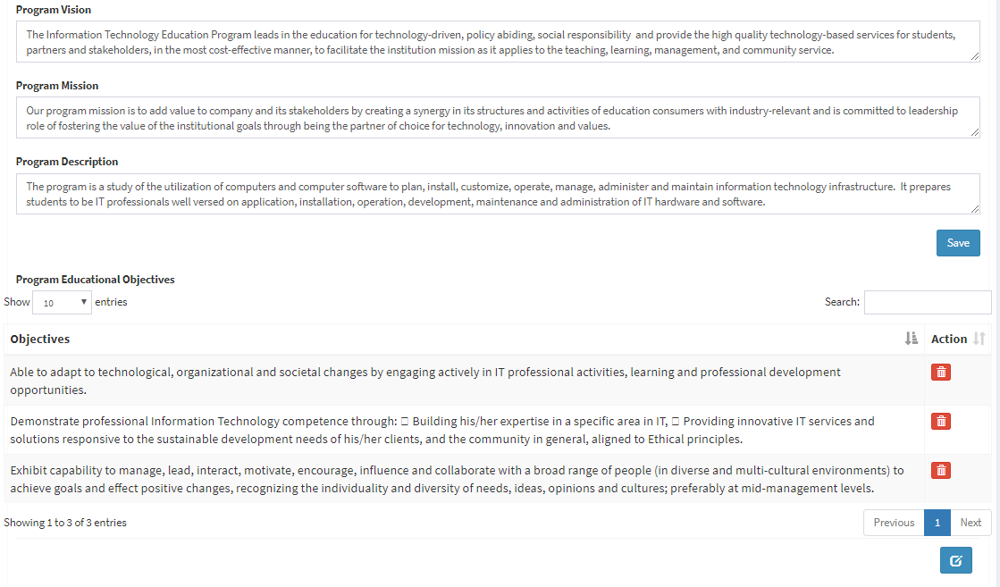 Program Vision
The Information Technology Education Program leads in the education for technology-driven, policy abiding, social responsibility  and provide the high quality technology-based services for students,
partners and stakeholders, in the most cost-effective manner, to facilitate the institution mission as it applies to the teaching, learning, management, and community service.
Program Mission
Our program mission is to add value to company and its stakeholders by creating a synergy in its structures and activities of education consumers with industry-relevant and is committed to leadership
role of fostering the value of the institutional goals through being the partner of choice for technology, innovation and values.
Program Description
The program is a study of the utilization of computers and computer software to plan, install, customize, operate, manage, administer and maintain information technology infrastructure.  It prepares
students to be IT professionals well versed on application, installation, operation, development, maintenance and administration of IT hardware and software.
Save
Program Educational Objectives
Show 10 entries Search:
Objectives Action
Able to adapt to technological, organizational and societal changes by engaging actively in IT professional activities, learning and professional development
opportunities.
Demonstrate professional Information Technology competence through: □ Building his/her expertise in a specific area in IT, □ Providing innovative IT services and
solutions responsive to the sustainable development needs of his/her clients, and the community in general, aligned to Ethical principles.
Exhibit capability to manage, lead, interact, motivate, encourage, influence and collaborate with a broad range of people (in diverse and multi-cultural environments) to
achieve goals and effect positive changes, recognizing the individuality and diversity of needs, ideas, opinions and cultures; preferably at mid-management levels.
Showing 1 to 3 of 3 entries Previous 1 Next